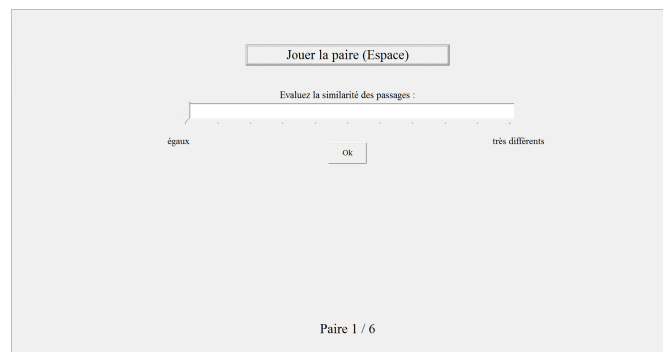 Jouer la paire (Espace)
Evaluez la similarité des passages :
égaux
très différents
Ok
Paire 1 / 6